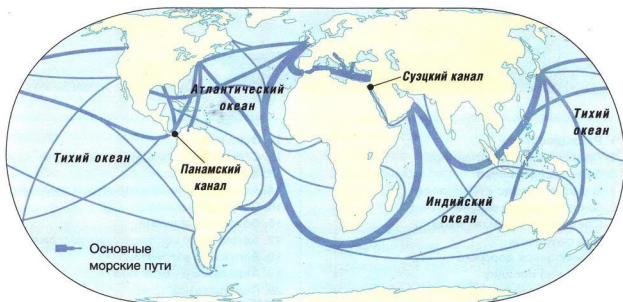 Атлантический
океан
Суэцкий канал
Тихий океан
Панамский
канал
Тихий
океан
Индийский
океан
Основные
морские пути